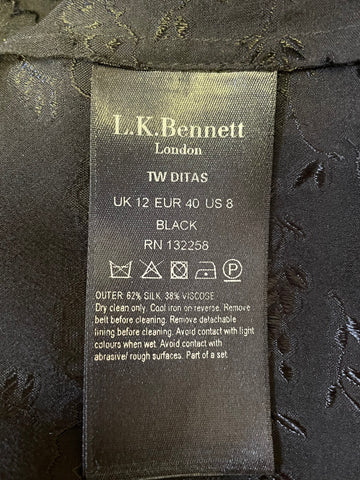 L.K.Bennett
London
TW DITAS
UK 12 EUR 40 US 8
BLACK
RN 132258
P
OUTER: 62% SILK, 38% VISCOSE
Dry clean only. Cool iron on reverse. Remove
belt before cleaning. Remove detachable
lining before cleaning. Avoid contact with light
colours when wet. Avoid contact with
abrasive/ rough surfaces. Part of a set.